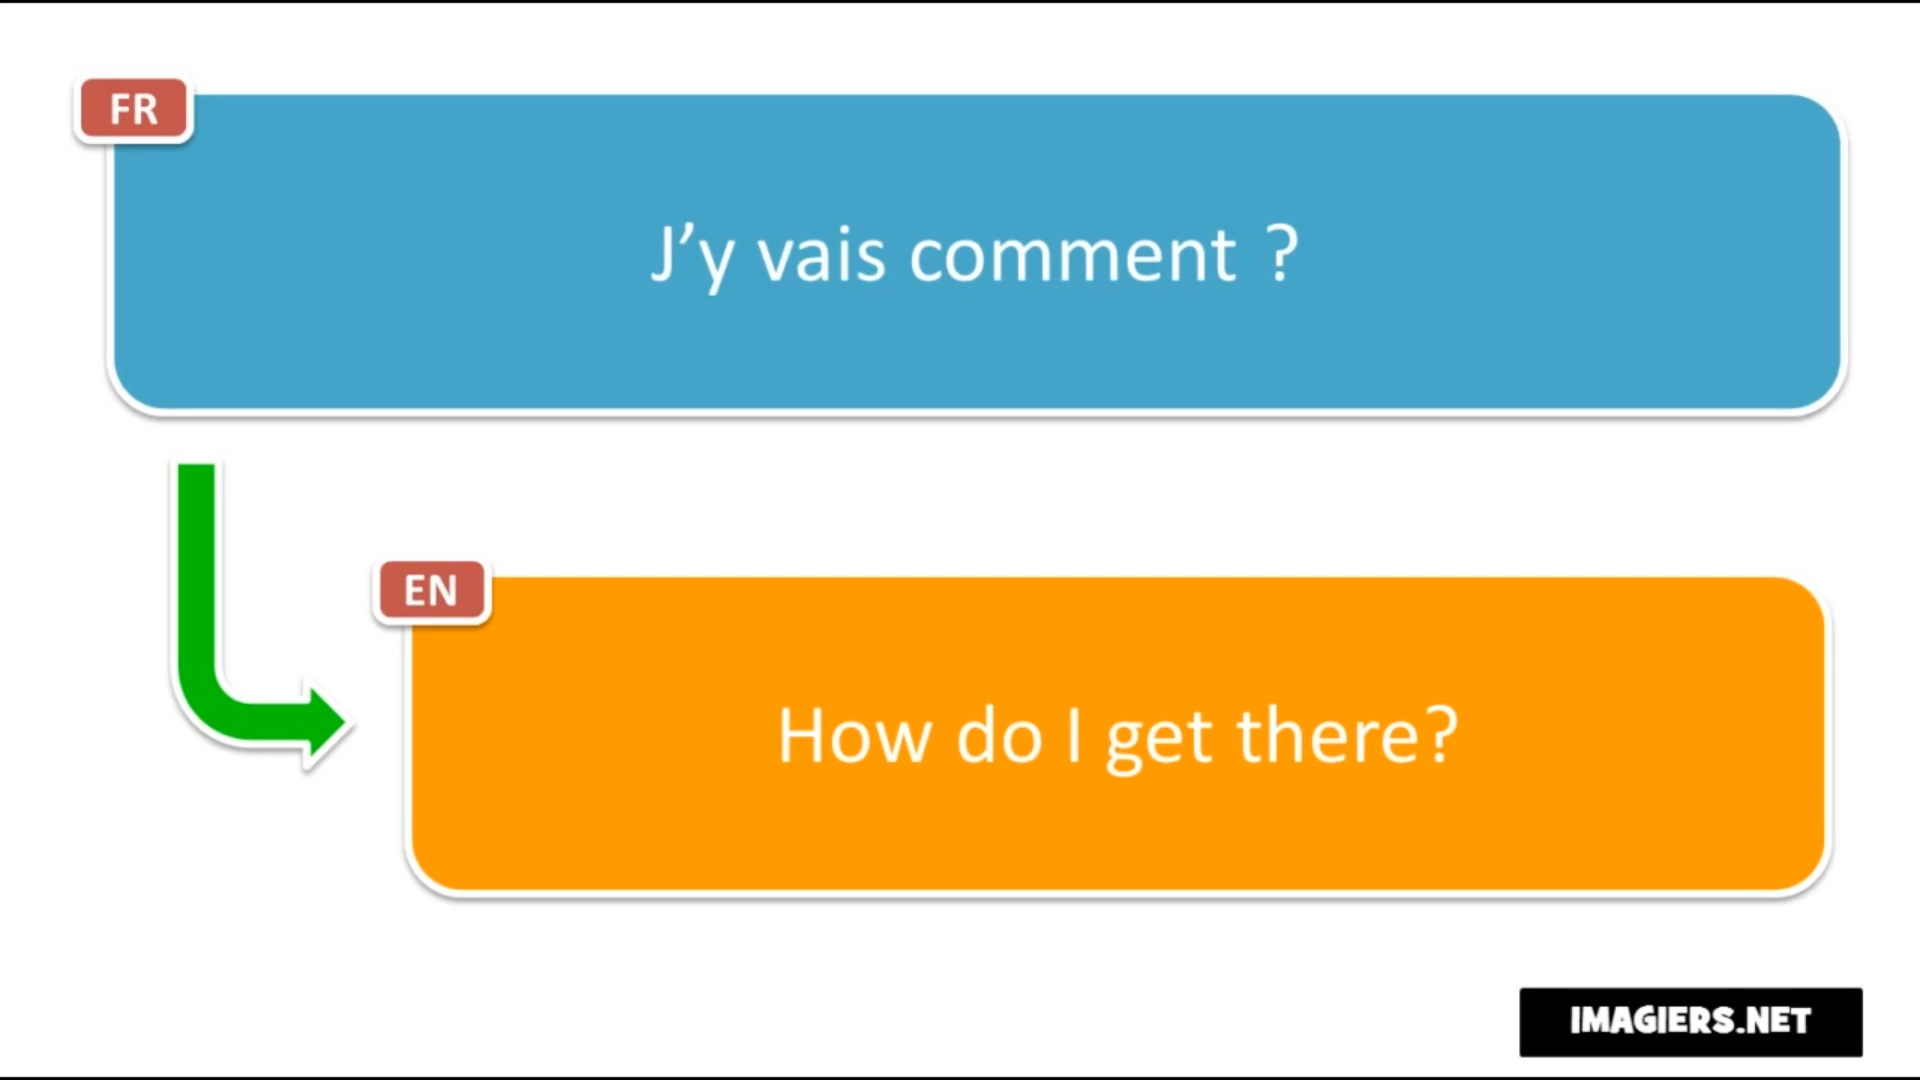 FR
J’y vais comment ?
EN
How do I get there?
IMAGIERS.NET